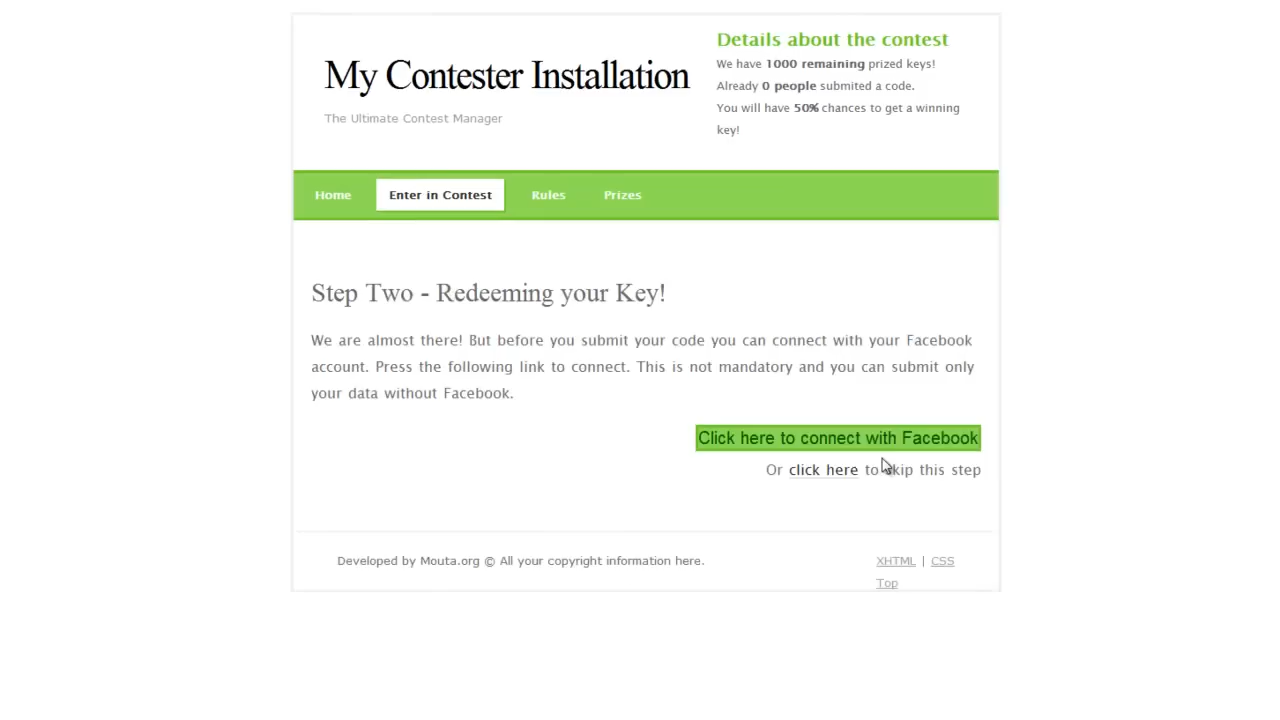 My Contester Installation
The Ultimate Contest Manager
Details about the contest
We have 1000 remaining prized keys!
Already 0 people submited a code.
You will have 50% chances to get a winning
key!
Home
Enter in Contest
Rules
Prizes
Step Two - Redeeming your Key!
We are almost there! But before you submit your code you can connect with your Facebook
account. Press the following link to connect. This is not mandatory and you can submit only
your data without Facebook.
Click here to connect with Facebook
Or click here to skip this step
Developed by Mouta.org © All your copyright information here.
XHTML | CSS
Top